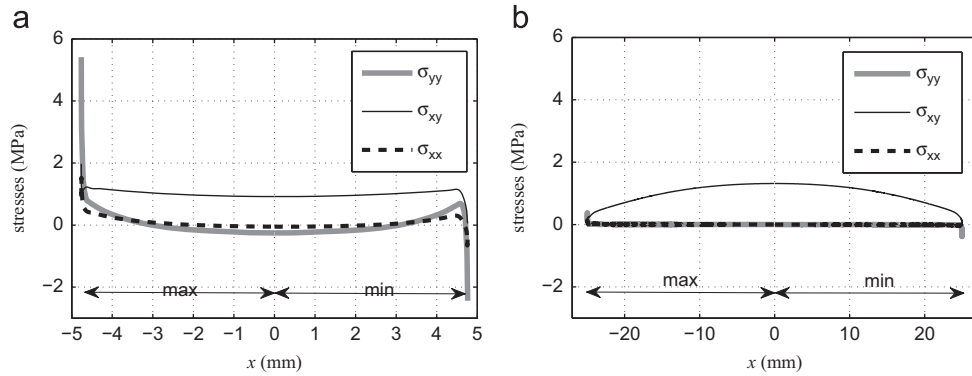 a
6
4
2
0
−2
stresses (MPa)
σyy
σxy
σxx
max
min
−5 −4 −3 −2 −1 0 1 2 3 4 5
x (mm)
b
6
4
2
0
−2
stresses (MPa)
σyy
σxy
σxx
max
min
−20 −10 0 10 20
x (mm)